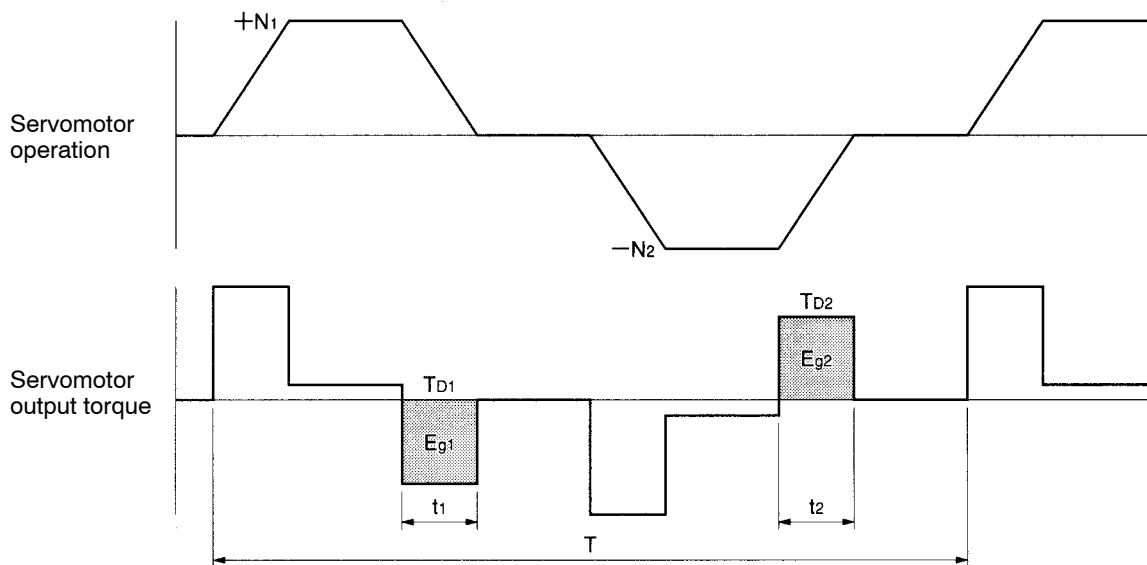 +N1
Servomotor
operation
−N2
TD2
Eg2
Servomotor
output torque
TD1
Eg1
t1
t2
T